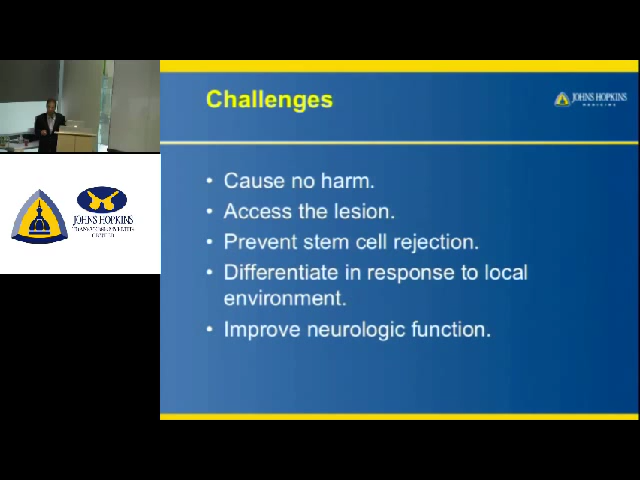 Challenges
JOHNS HOPKINS
MEDICINE
• Cause no harm.
• Access the lesion.
• Prevent stem cell rejection.
• Differentiate in response to local
environment.
• Improve neurologic function.
JOHNS HOPKINS